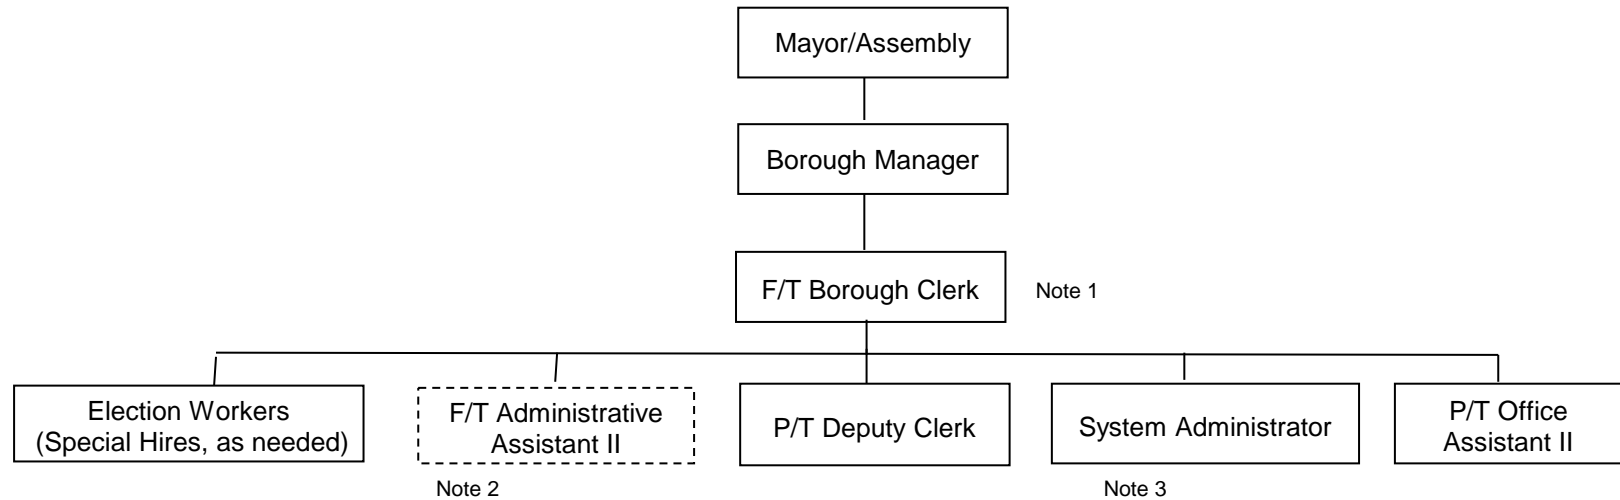 Mayor/Assembly
Borough Manager
F/T Borough Clerk
Note 1
Election Workers
(Special Hires, as needed)
F/T Administrative
Assistant II
P/T Deputy Clerk
System Administrator
P/T Office
Assistant II
Note 2
Note 3